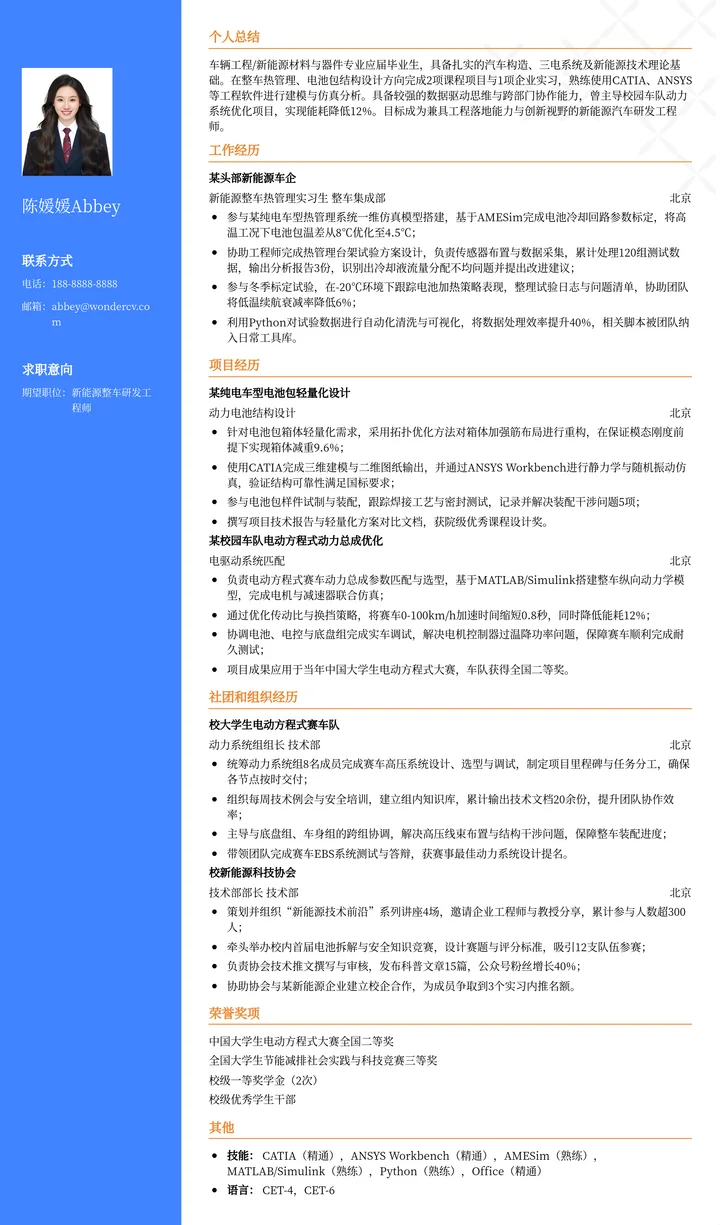 陈媛媛Abbey
联系方式
电话：188-8888-8888
邮箱：abbey@wondercv.co
m
求职意向
期望职位：新能源整车研发工
程师
个人总结
车辆工程/新能源材料与器件专业应届毕业生，具备扎实的汽车构造、三电系统及新能源技术理论基
础。在整车热管理、电池包结构设计方向完成2项课程项目与1项企业实习，熟练使用CATIA、ANSYS
等工程软件进行建模与仿真分析。具备较强的数据驱动思维与跨部门协作能力，曾主导校园车队动力
系统优化项目，实现能耗降低12%。目标成为兼具工程落地能力与创新视野的新能源汽车研发工程
师。
工作经历
某头部新能源车企
新能源整车热管理实习生 整车集成部 北京
• 参与某纯电车型热管理系统一维仿真模型搭建，基于AMESim完成电池冷却回路参数标定，将高
温工况下电池包温差从8℃优化至4.5℃；
• 协助工程师完成热管理台架试验方案设计，负责传感器布置与数据采集，累计处理120组测试数
据，输出分析报告3份，识别出冷却液流量分配不均问题并提出改进建议；
• 参与冬季标定试验，在-20℃环境下跟踪电池加热策略表现，整理试验日志与问题清单，协助团队
将低温续航衰减率降低6%；
• 利用Python对试验数据进行自动化清洗与可视化，将数据处理效率提升40%，相关脚本被团队纳
入日常工具库。
项目经历
某纯电车型电池包轻量化设计
动力电池结构设计 北京
• 针对电池包箱体轻量化需求，采用拓扑优化方法对箱体加强筋布局进行重构，在保证模态刚度前
提下实现箱体减重9.6%；
• 使用CATIA完成三维建模与二维图纸输出，并通过ANSYS Workbench进行静力学与随机振动仿
真，验证结构可靠性满足国标要求；
• 参与电池包样件试制与装配，跟踪焊接工艺与密封测试，记录并解决装配干涉问题5项；
• 撰写项目技术报告与轻量化方案对比文档，获院级优秀课程设计奖。
某校园车队电动方程式动力总成优化
电驱动系统匹配 北京
• 负责电动方程式赛车动力总成参数匹配与选型，基于MATLAB/Simulink搭建整车纵向动力学模
型，完成电机与减速器联合仿真；
• 通过优化传动比与换挡策略，将赛车0-100km/h加速时间缩短0.8秒，同时降低能耗12%；
• 协调电池、电控与底盘组完成实车调试，解决电机控制器过温降功率问题，保障赛车顺利完成耐
久测试；
• 项目成果应用于当年中国大学生电动方程式大赛，车队获得全国二等奖。
社团和组织经历
校大学生电动方程式赛车队
动力系统组组长 技术部 北京
• 统筹动力系统组8名成员完成赛车高压系统设计、选型与调试，制定项目里程碑与任务分工，确保
各节点按时交付；
• 组织每周技术例会与安全培训，建立组内知识库，累计输出技术文档20余份，提升团队协作效
率；
• 主导与底盘组、车身组的跨组协调，解决高压线束布置与结构干涉问题，保障整车装配进度；
• 带领团队完成赛车EBS系统测试与答辩，获赛事最佳动力系统设计提名。
校新能源科技协会
技术部部长 技术部 北京
• 策划并组织“新能源技术前沿”系列讲座4场，邀请企业工程师与教授分享，累计参与人数超300
人；
• 牵头举办校内首届电池拆解与安全知识竞赛，设计赛题与评分标准，吸引12支队伍参赛；
• 负责协会技术推文撰写与审核，发布科普文章15篇，公众号粉丝增长40%；
• 协助协会与某新能源企业建立校企合作，为成员争取到3个实习内推名额。
荣誉奖项
中国大学生电动方程式大赛全国二等奖
全国大学生节能减排社会实践与科技竞赛三等奖
校级一等奖学金（2次）
校级优秀学生干部
其他
• 技能： CATIA（精通），ANSYS Workbench（精通），AMESim（熟练），
MATLAB/Simulink（熟练），Python（熟练），Office（精通）
• 语言： CET-4，CET-6